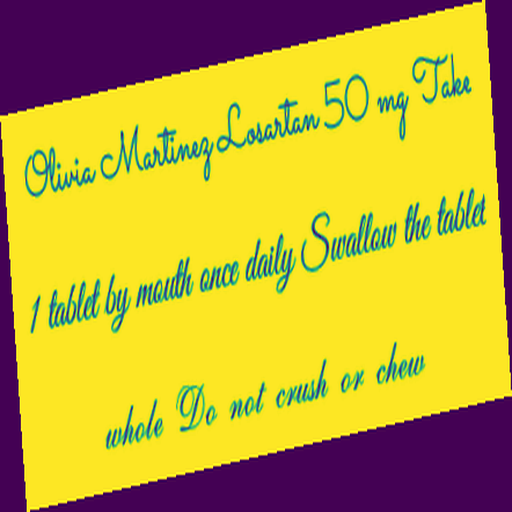 Olivia Martinez Losartan 50 mg Take
1 tablet by mouth once daily Swallow the tablet
whole Do not crush or chew